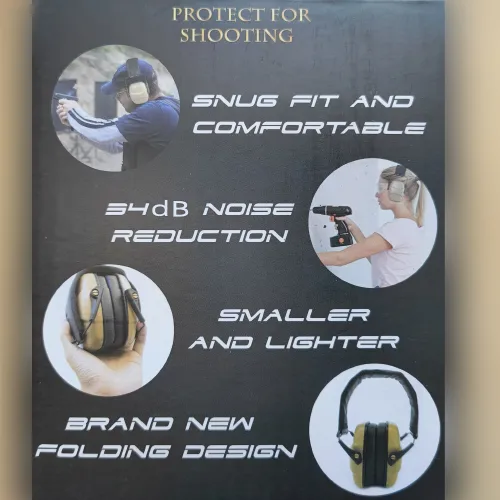 PROTECT FOR
SHOOTING
SNUG FIT AND
COMFORTABLE
34dB NOISE
REDUCTION
SMALLER
AND LIGHTER
BRAND NEW
FOLDING DESIGN